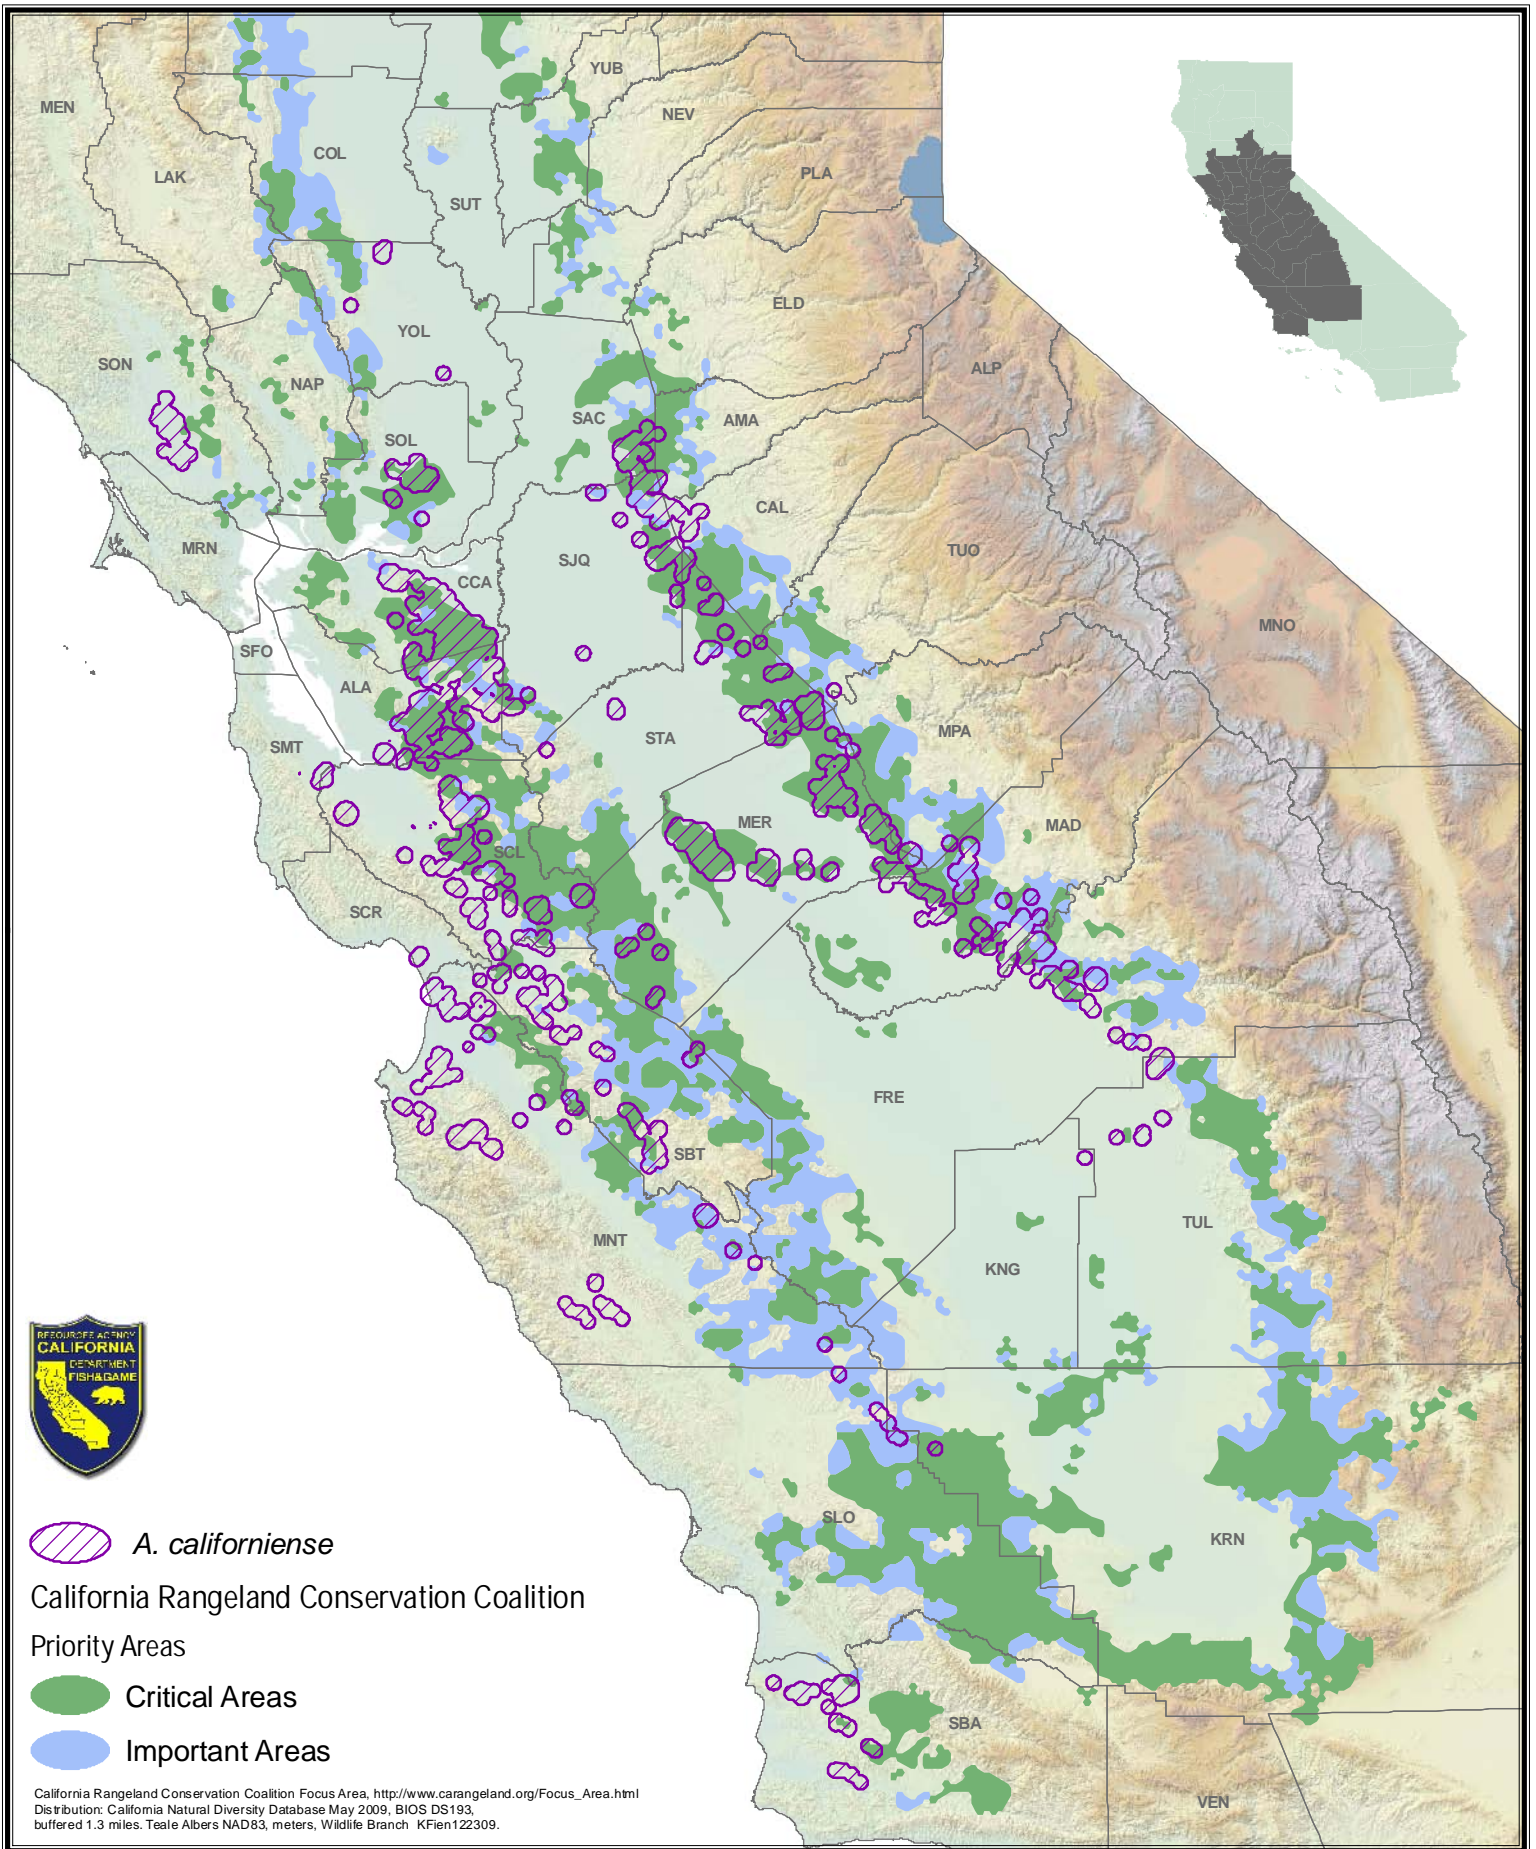 YUB
MEN
NEV
COL
PLA
LAK
SUT
ELD
YOL
SON
ALP
NAP
SAC
AMA
SOL
CAL
MRN
TUO
SJQ
CCA
MNO
SFO
ALA
MPA
STA
SMT
MER
MAD
SCL
SCR
FRE
SBT
TUL
MNT
KNG
RESOURCES AGENCY
CALIFORNIA
DEPARTMENT
FISH&GAME
SLO
KRN
A. californiense
California Rangeland Conservation Coalition
Priority Areas
Critical Areas
SBA
Important Areas
VEN
California Rangeland Conservation Coalition Focus Area, http://www.carangeland.org/Focus_Area.html
Distribution: California Natural Diversity Database May 2009, BIOS DS193,
buffered 1.3 miles. Teale Albers NAD83, meters, Wildlife Branch KFien122309.